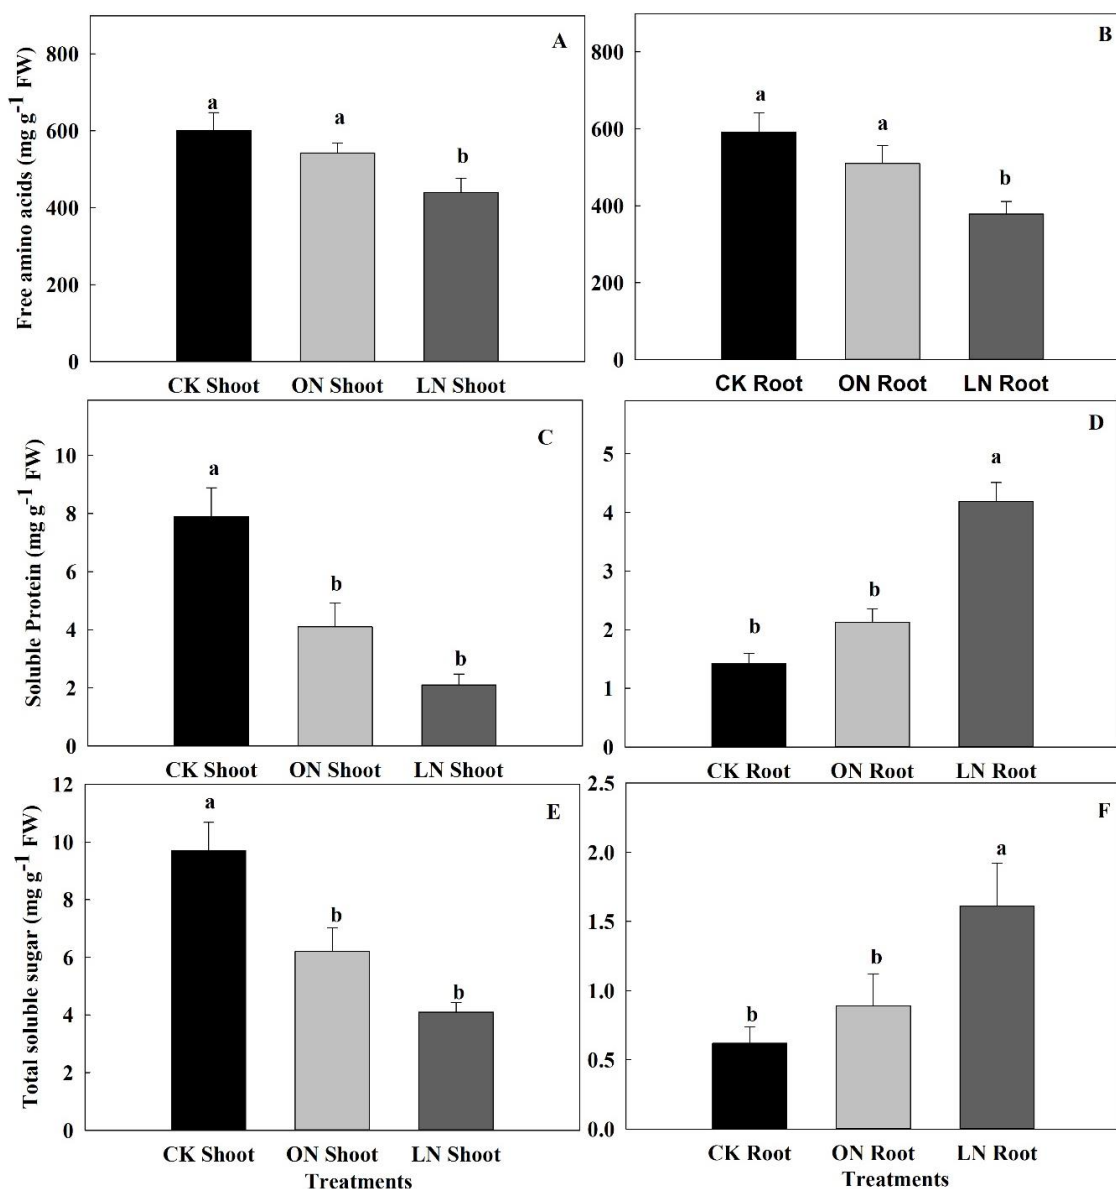 Free amino acids (mg g-1 FW)
A
800
600
400
200
0
a
a
b
CK Shoot ON Shoot LN Shoot
B
800
600
400
200
0
a
a
b
CK Root ON Root LN Root
Soluble Protein (mg g-1 FW)
C
10
8
6
4
2
0
a
b
b
CK Shoot ON Shoot LN Shoot
D
5
4
3
2
1
0
b
b
a
CK Root ON Root LN Root
Total soluble sugar (mg g-1 FW)
E
12
10
8
6
4
2
0
a
b
b
CK Shoot ON Shoot LN Shoot
Treatments
F
2.5
2.0
1.5
1.0
0.5
0.0
b
b
a
CK Root ON Root LN Root
Treatments